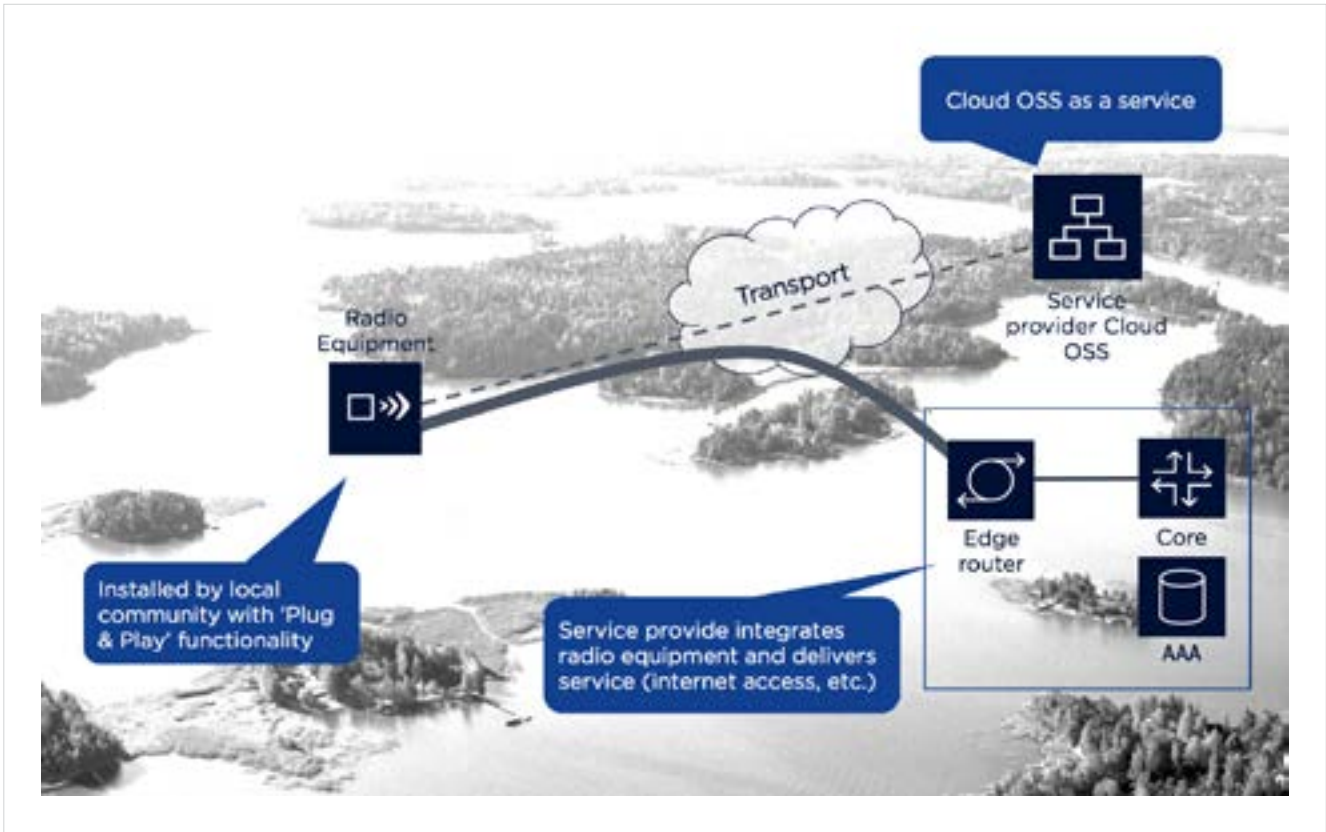 Cloud OSS as a service
Transport
Service
provider Cloud
OSS
Radio
Equipment
Edge
router
Core
AAA
Installed by local
community with 'Plug
& Play' functionality
Service provide integrates
radio equipment and delivers
service (internet access, etc.)